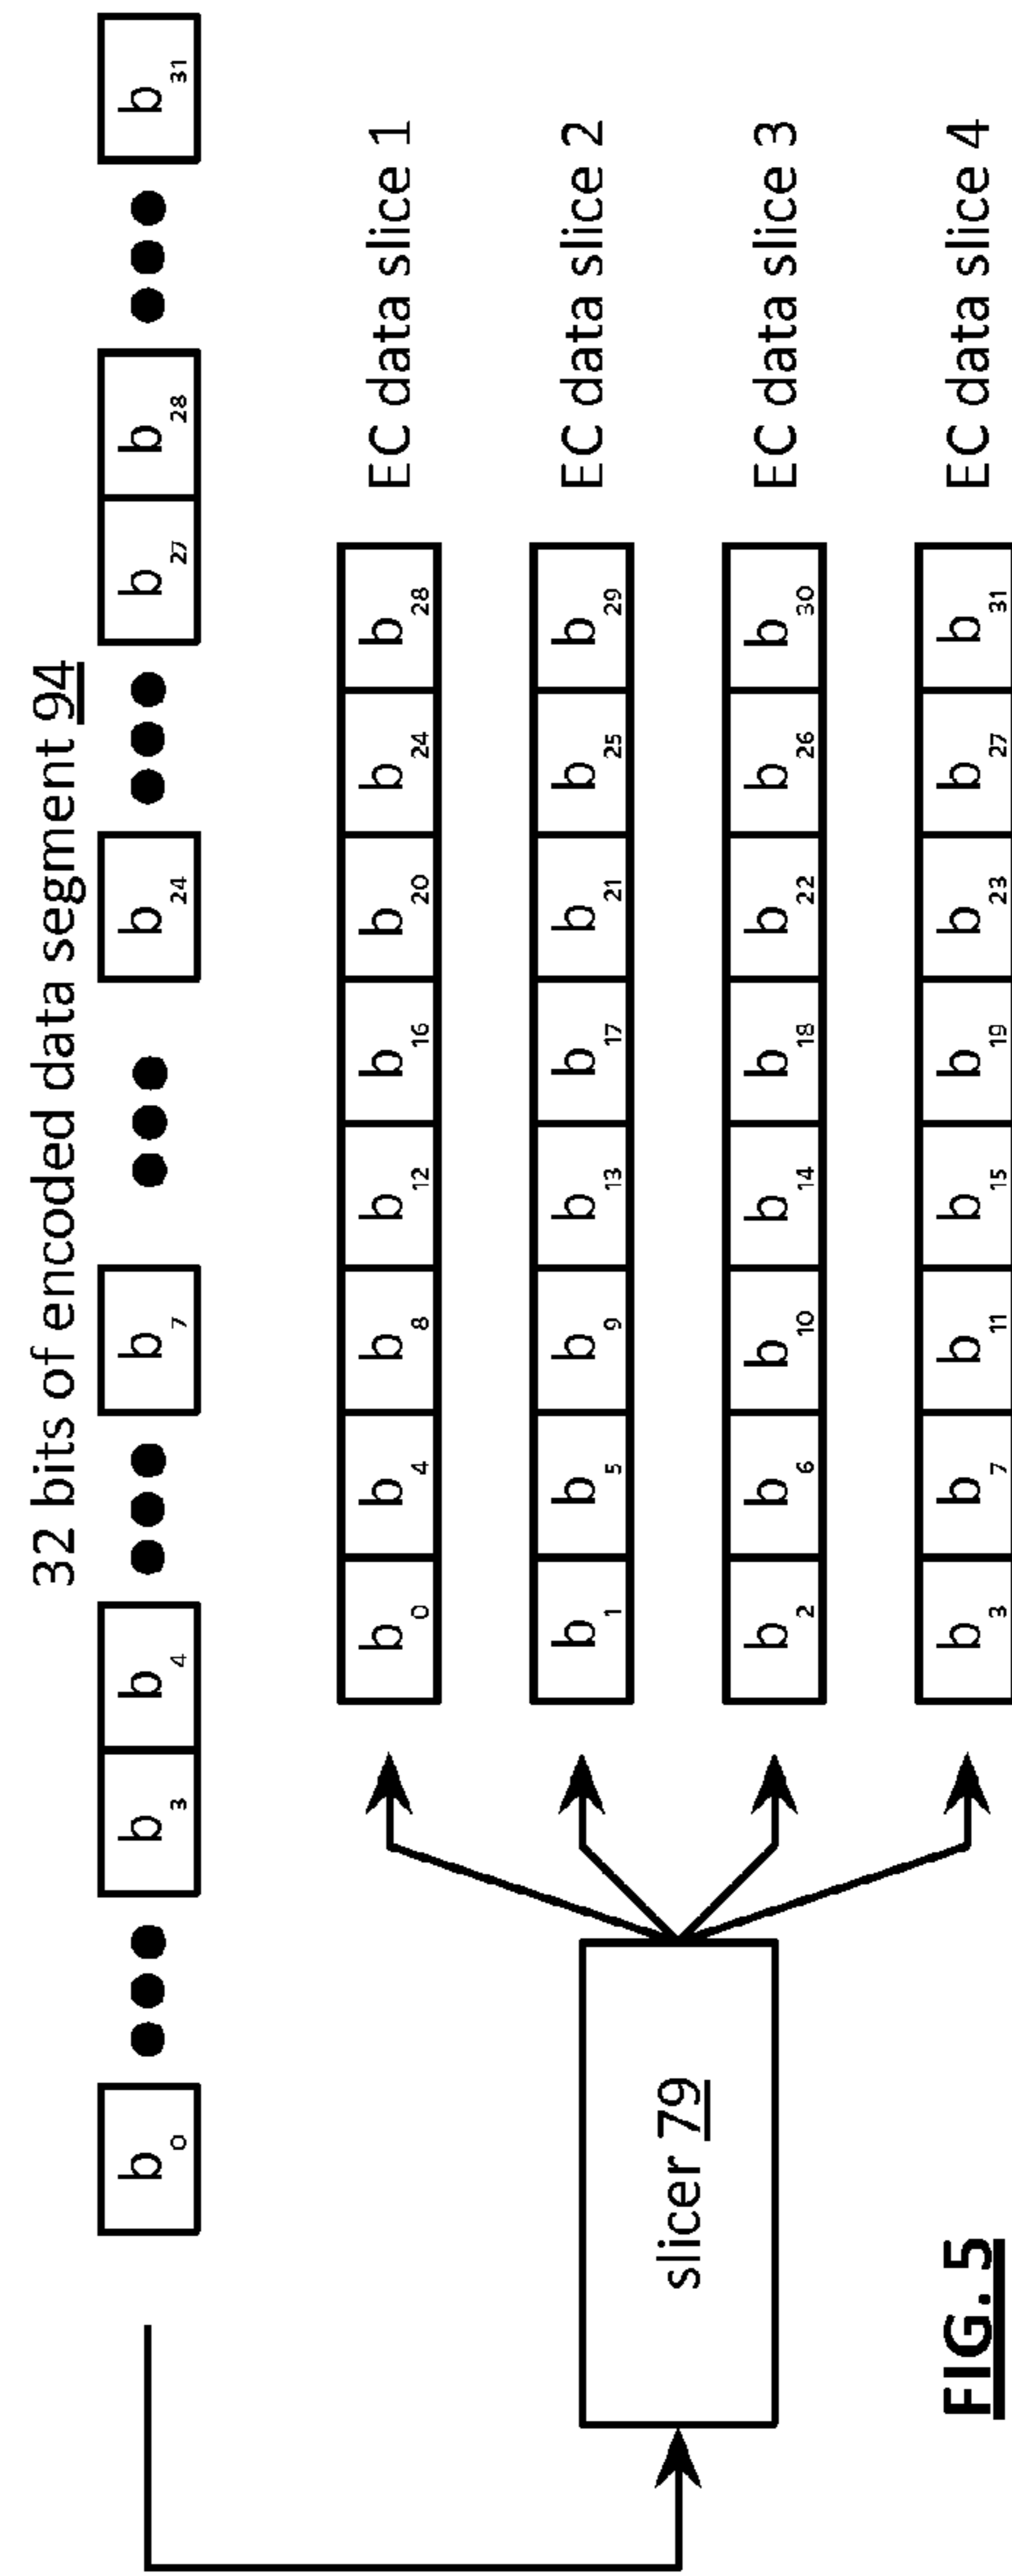 32 bits of encoded data segment 94
b0 ●●● b3 b4 ●●● b7 ●●● b24 ●●● b27 b28 ●●● b31
b0 b4 b8 b12 b16 b20 b24 b28 EC data slice 1
b1 b5 b9 b13 b17 b21 b25 b29 EC data slice 2
slicer 79
b2 b6 b10 b14 b18 b22 b26 b30 EC data slice 3
b3 b7 b11 b15 b19 b23 b27 b31 EC data slice 4
FIG. 5